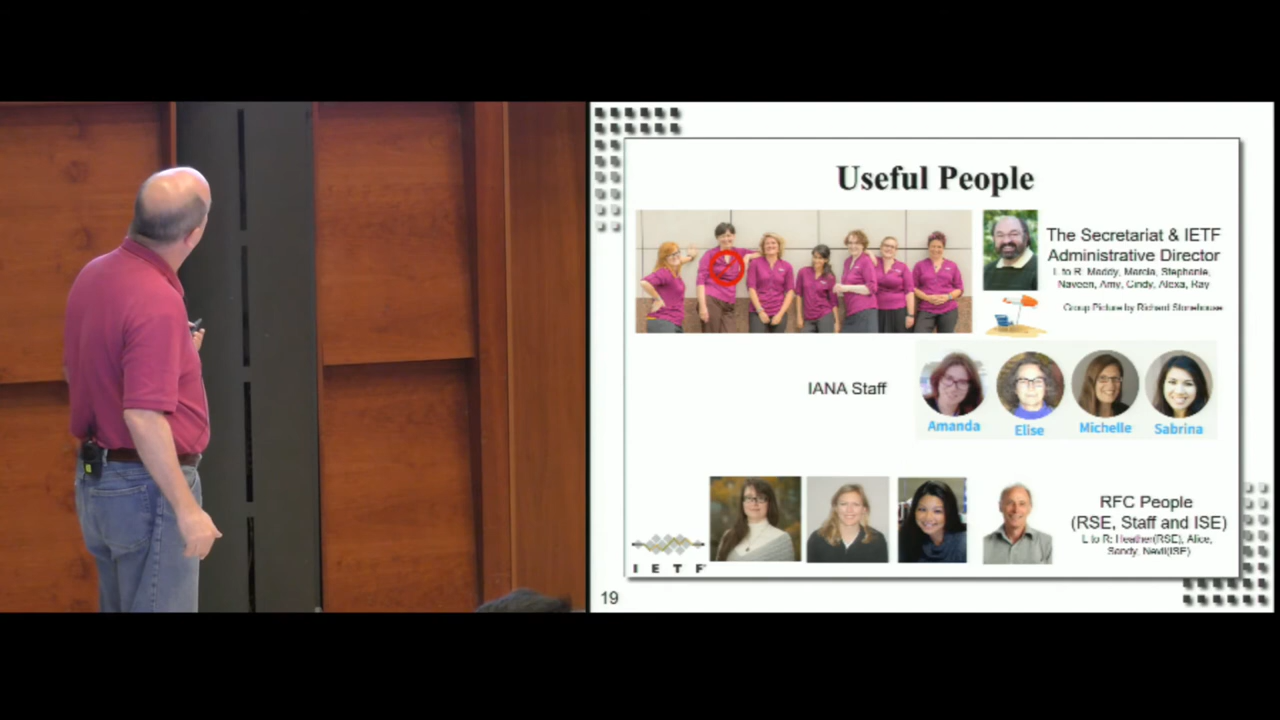 Useful People
The Secretariat & IETF
Administrative Director
L to R: Maddy, Marcia, Stephanie,
Naveen, Amy, Cindy, Alexa, Ray
Group Picture by Richard Stonehouse
IANA Staff
Amanda
Elise
Michelle
Sabrina
RFC People
(RSE, Staff and ISE)
L to R: Heather(RSE), Alice,
Sandy, Nevil(ISE)
I E T F
19